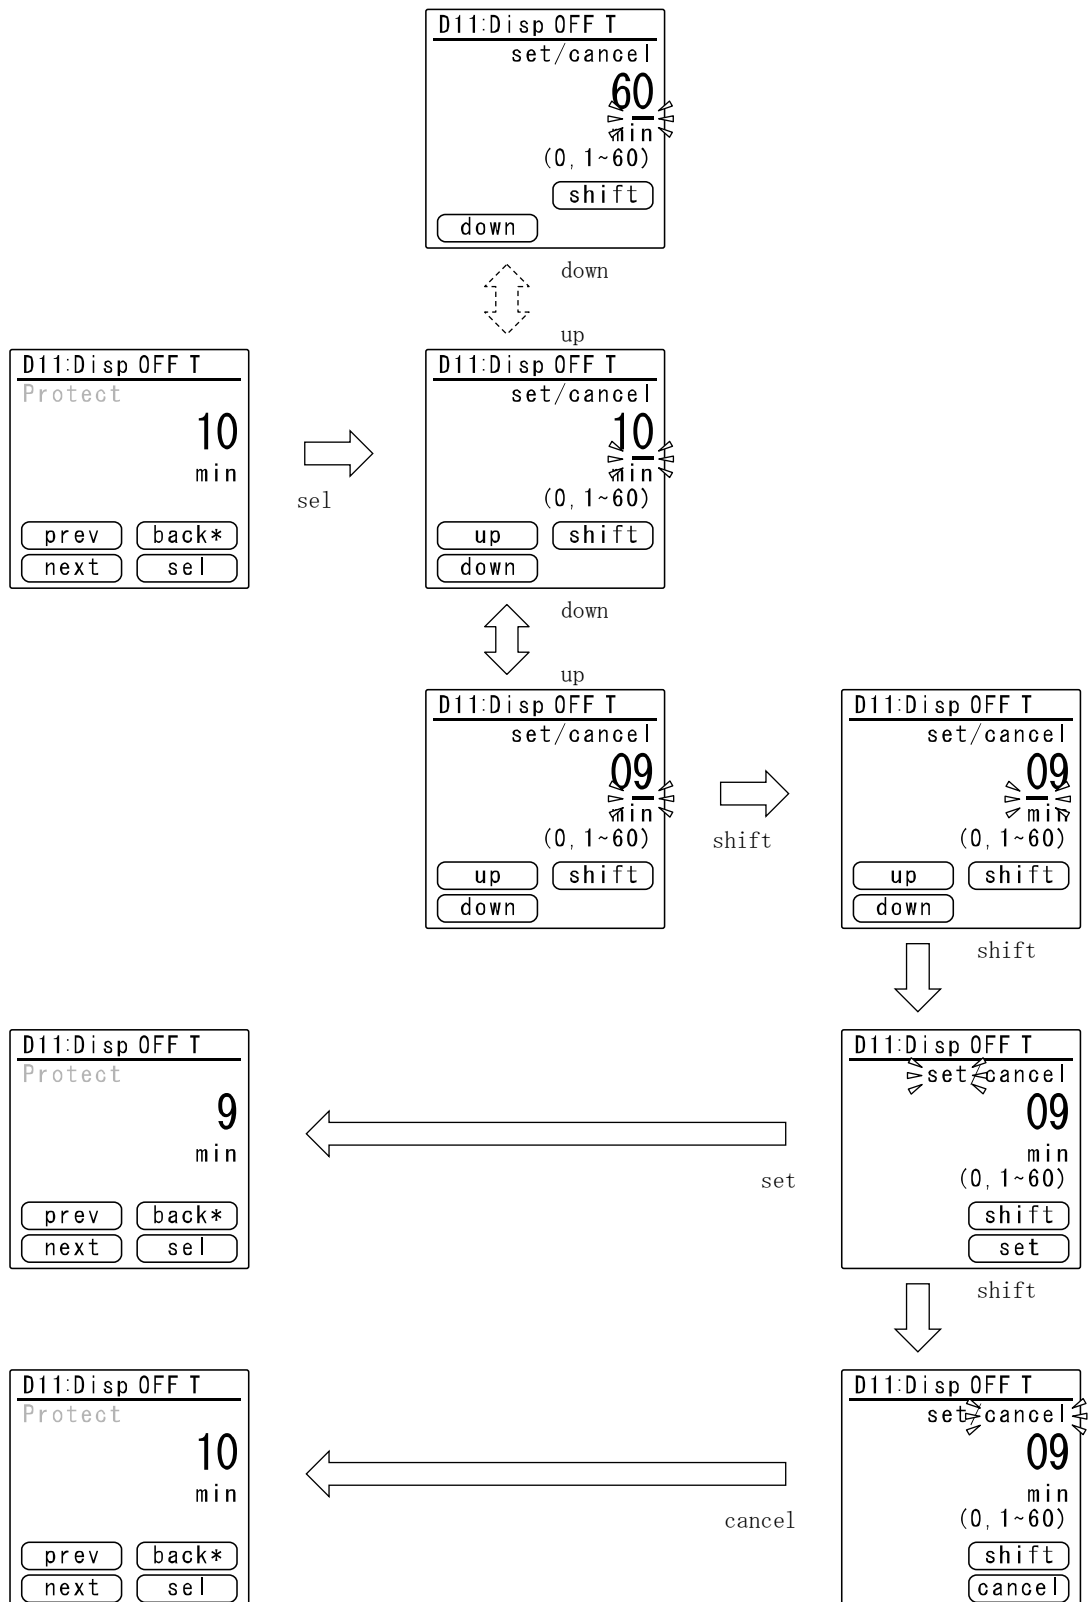 D11:Disp OFF T
set/cancel
60
min
(0, 1~60)
shift
down
down
up
D11:Disp OFF T
Protect
10
min
prev back*
next sel
sel
D11:Disp OFF T
set/cancel
10
min
(0, 1~60)
up shift
down
down
up
D11:Disp OFF T
set/cancel
09
min
(0, 1~60)
up shift
down
shift
D11:Disp OFF T
set/cancel
09
min
(0, 1~60)
up shift
down
shift
D11:Disp OFF T
Protect
9
min
prev back*
next sel
set
D11:Disp OFF T
set/cancel
09
min
(0, 1~60)
shift
set
shift
D11:Disp OFF T
Protect
10
min
prev back*
next sel
cancel
D11:Disp OFF T
set/cancel
09
min
(0, 1~60)
shift
cancel